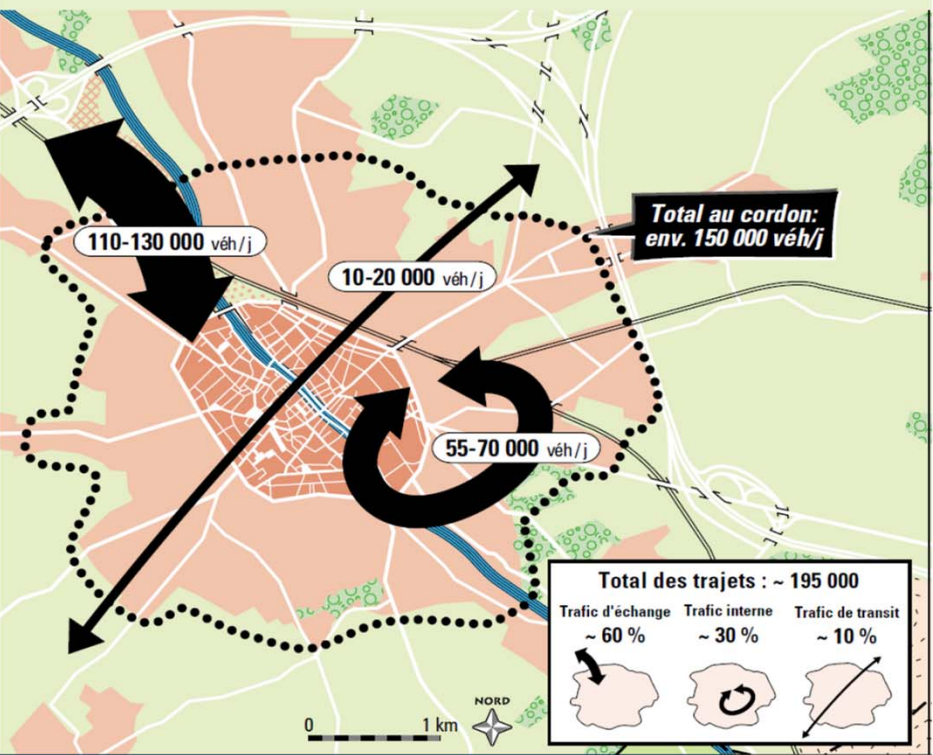 Total au cordon:
env. 150 000 véh/j
110-130 000 véh/j
10-20 000 véh/j
55-70 000 véh/j
Total des trajets : ~ 195 000
Trafic d'échange
~ 60 %
Trafic interne
~ 30 %
Trafic de transit
~ 10 %
NORD
0 1 km